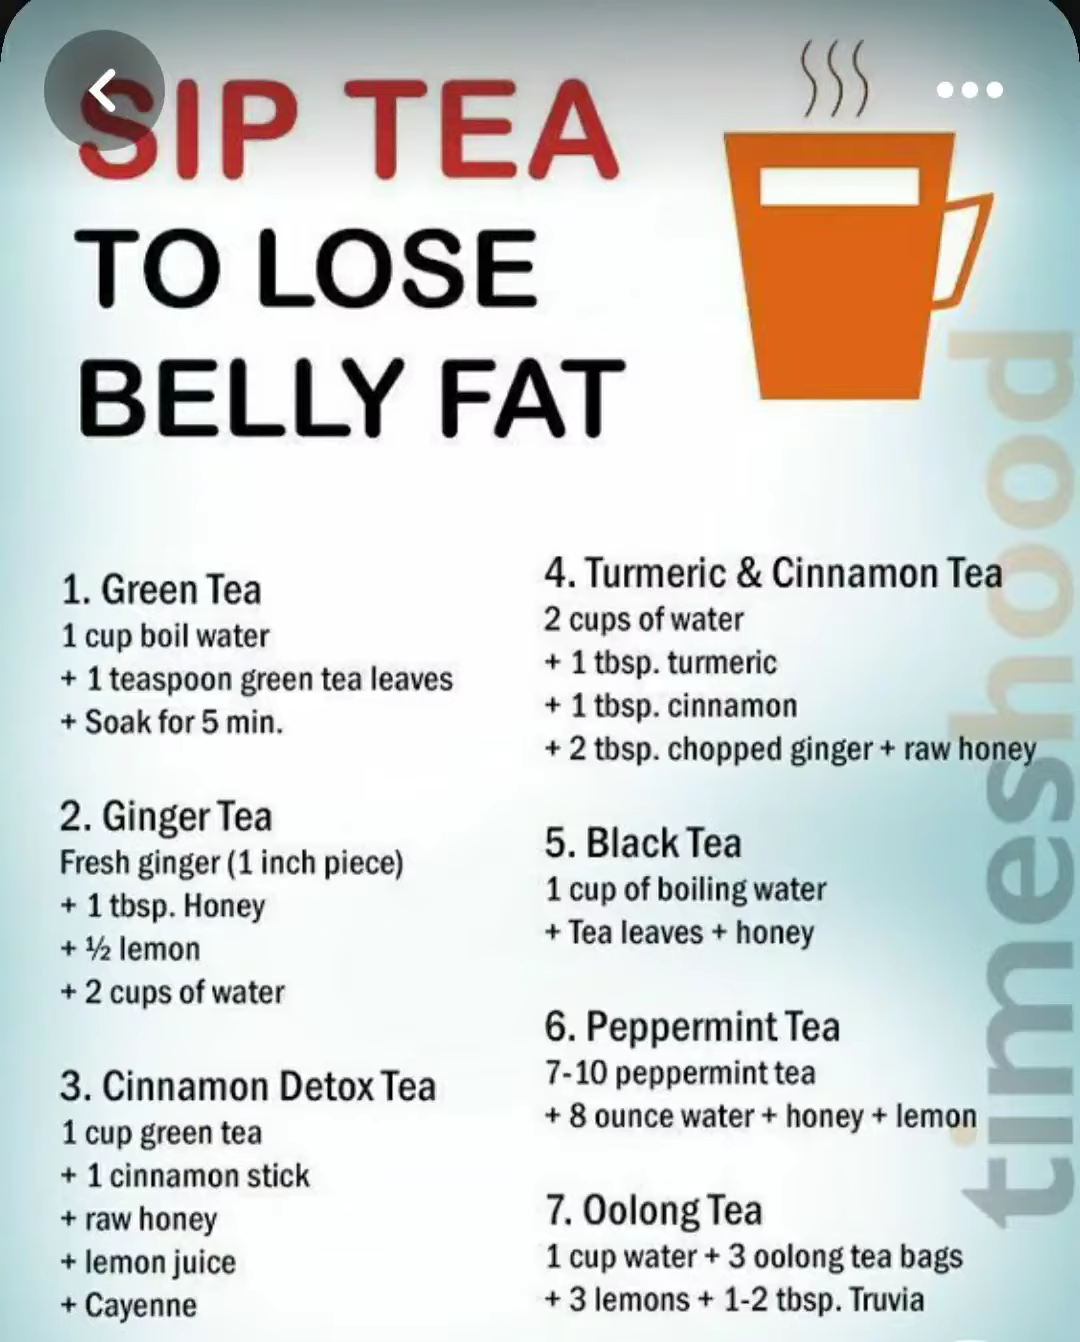 SIP TEA
TO LOSE
BELLY FAT
1. Green Tea
1 cup boil water
+ 1 teaspoon green tea leaves
+ Soak for 5 min.
2. Ginger Tea
Fresh ginger (1 inch piece)
+ 1 tbsp. Honey
+ ½ lemon
+ 2 cups of water
3. Cinnamon Detox Tea
1 cup green tea
+ 1 cinnamon stick
+ raw honey
+ lemon juice
+ Cayenne
4. Turmeric & Cinnamon Tea
2 cups of water
+ 1 tbsp. turmeric
+ 1 tbsp. cinnamon
+ 2 tbsp. chopped ginger + raw honey
5. Black Tea
1 cup of boiling water
+ Tea leaves + honey
6. Peppermint Tea
7-10 peppermint tea
+ 8 ounce water + honey + lemon
7. Oolong Tea
1 cup water + 3 oolong tea bags
+ 3 lemons + 1-2 tbsp. Truvia
timeshood